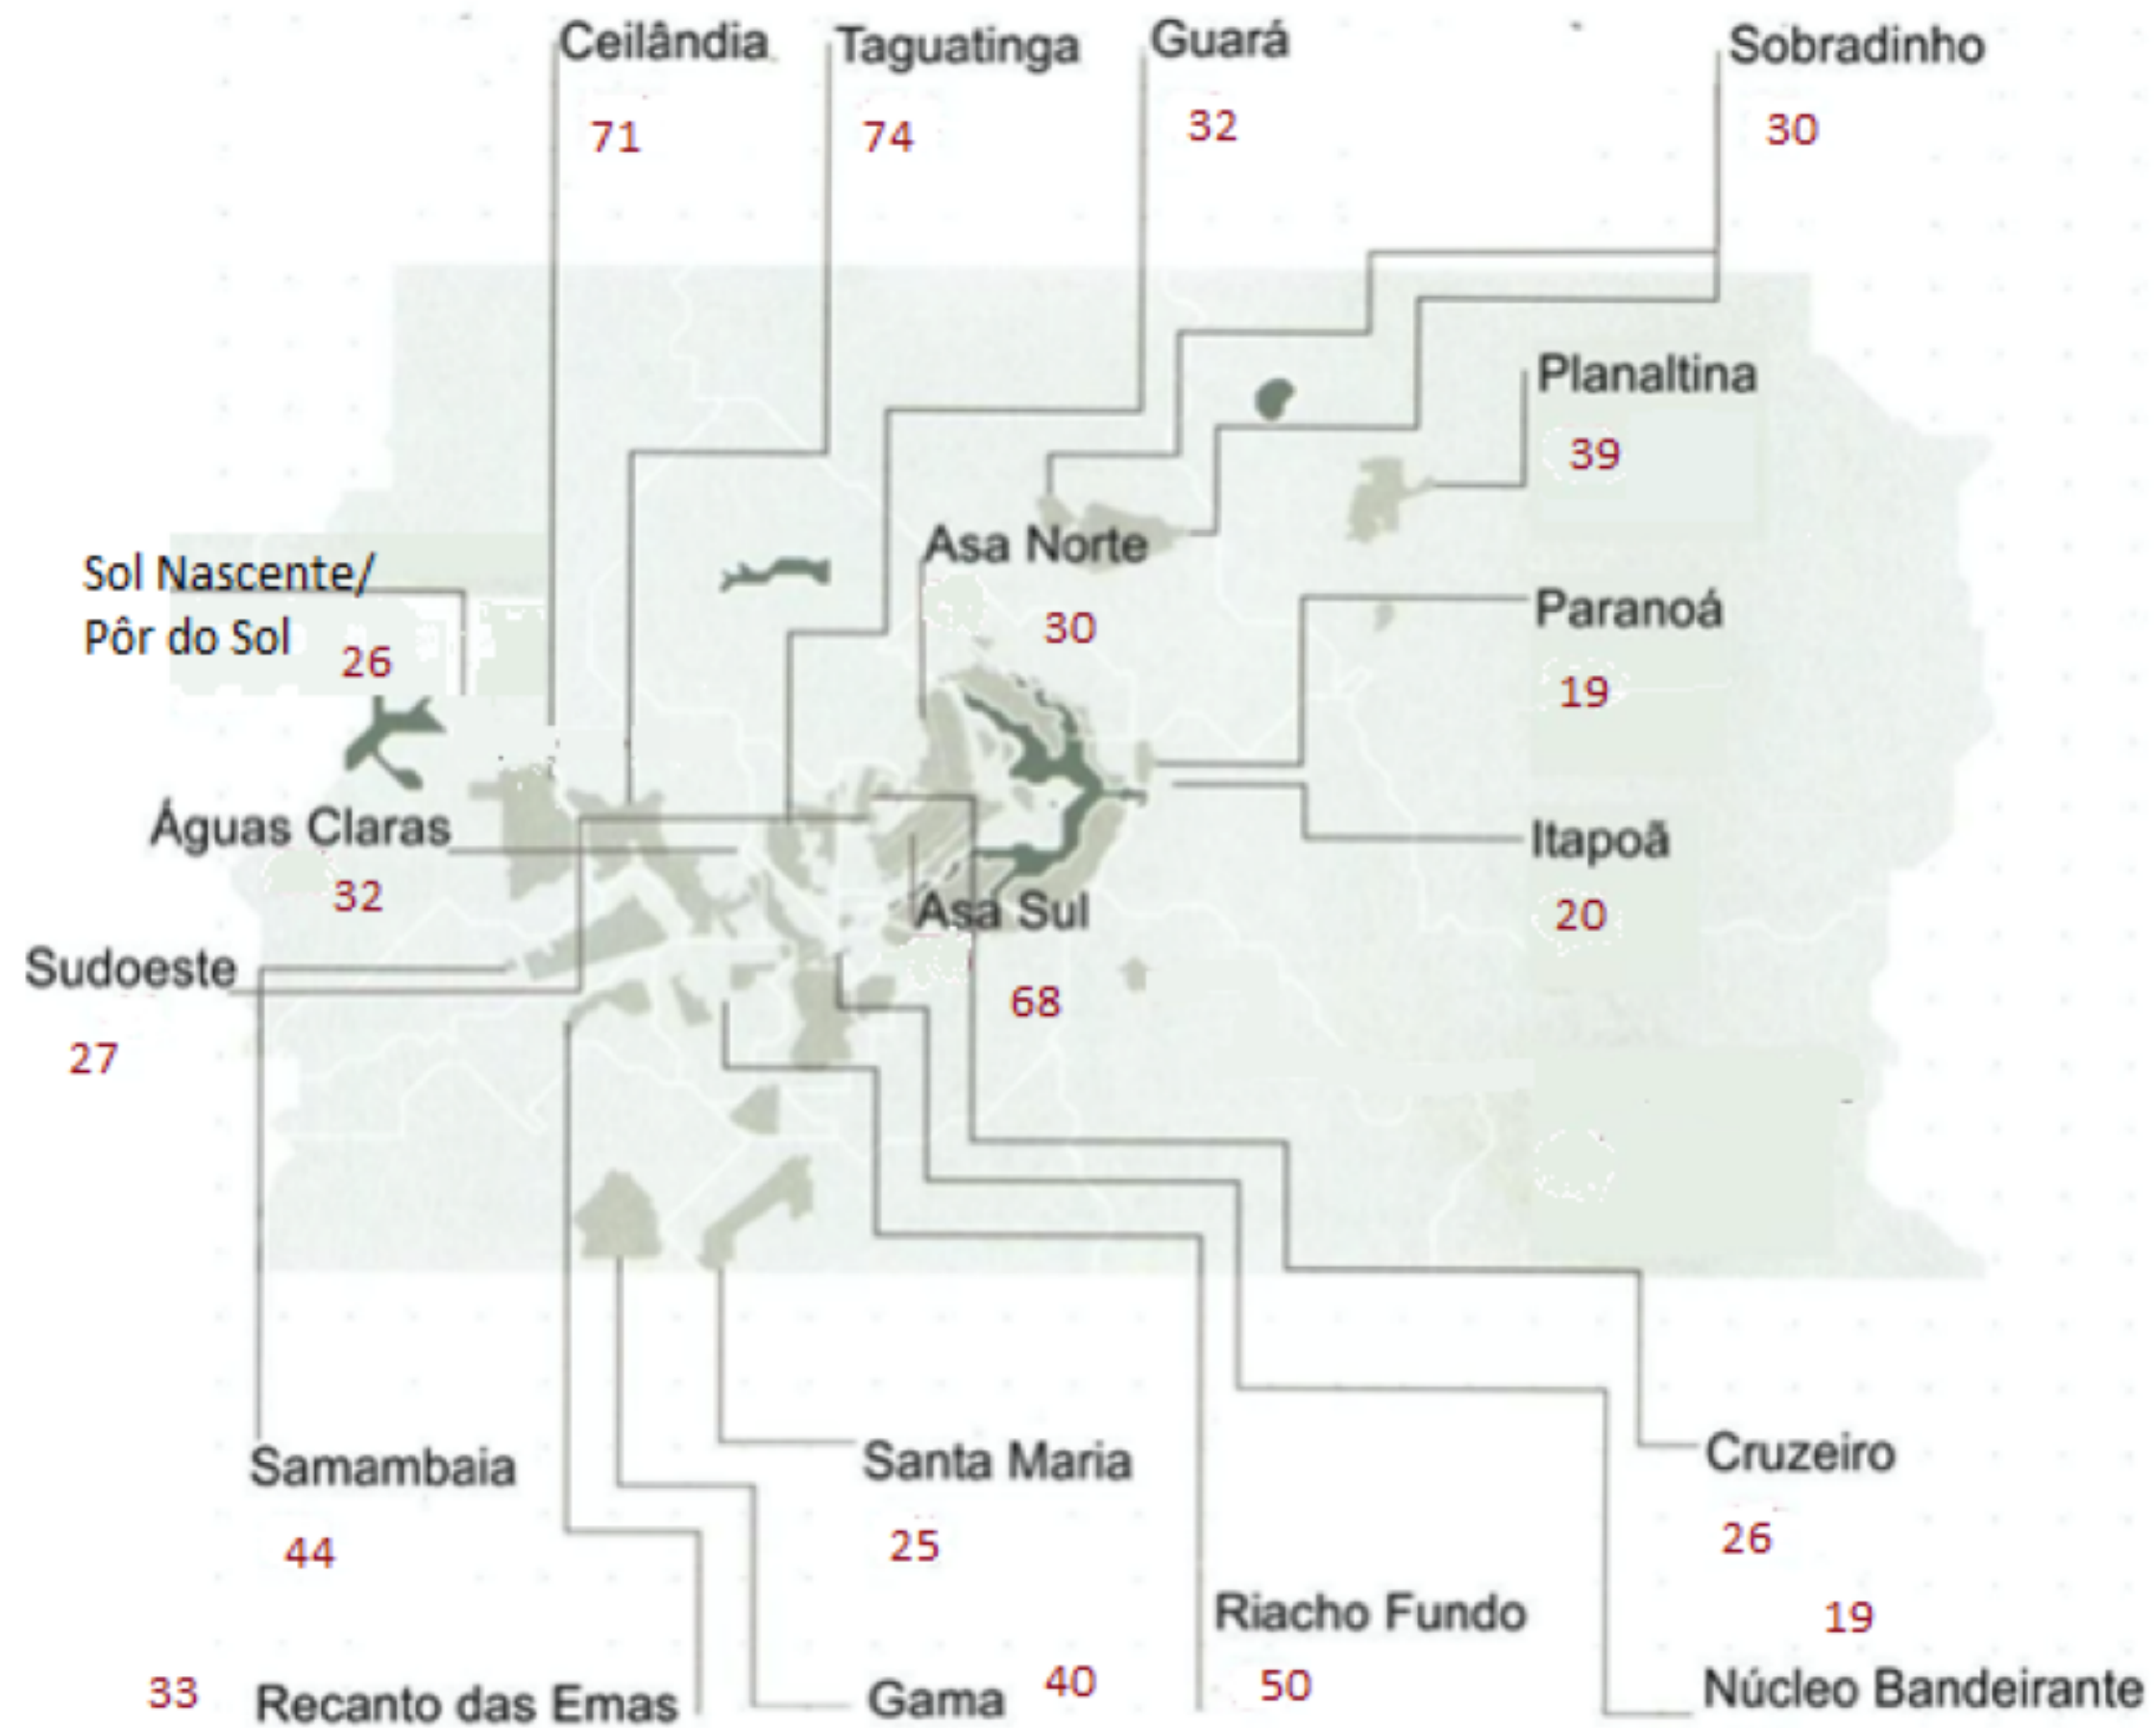 Ceilândia
71
Taguatinga
74
Guará
32
Sobradinho
30
Planaltina
39
Asa Norte
30
Sol Nascente/
Pôr do Sol
26
Paranoá
19
Águas Claras
32
Itapoã
20
Asa Sul
68
Sudoeste
27
Samambaia
44
Santa Maria
25
Cruzeiro
26
Riacho Fundo
50
19
Núcleo Bandeirante
33
Recanto das Emas
Gama
40